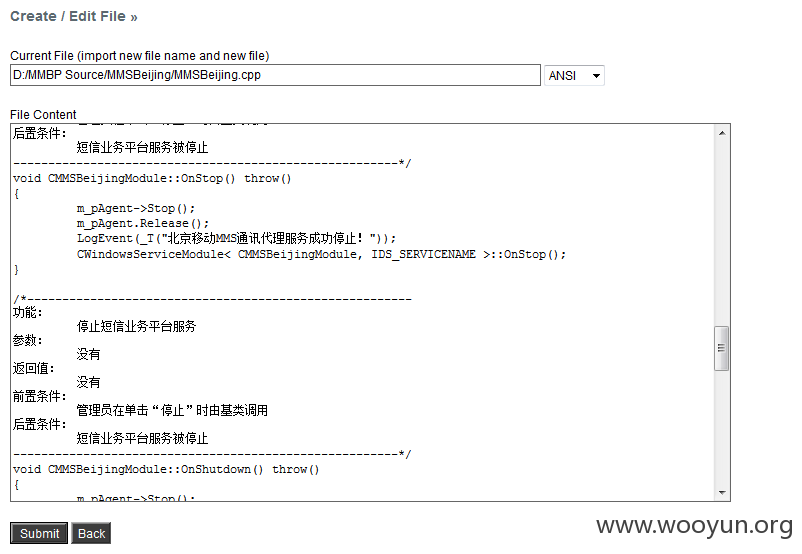 Create / Edit File »
Current File (import new file name and new file)
D:/MMBP Source/MMSBeijing/MMSBeijing.cpp
ANSI
File Content
后置条件:
短信业务平台服务被停止
-------------------------------------------------------*/
void CMMSBeijingModule::OnStop() throw()
{
m_pAgent->Stop();
m_pAgent.Release();
LogEvent(_T("北京移动MMS通讯代理服务成功停止！"));
CWindowsServiceModule< CMMSBeijingModule, IDS_SERVICENAME >::OnStop();
}
/*-------------------------------------------------------
功能:
停止短信业务平台服务
参数:
没有
返回值:
没有
前置条件:
管理员在单击“停止”时由基类调用
后置条件:
短信业务平台服务被停止
-------------------------------------------------------*/
void CMMSBeijingModule::OnShutdown() throw()
{
m_pAgent->Stop();
Submit
Back
www.wooyun.org